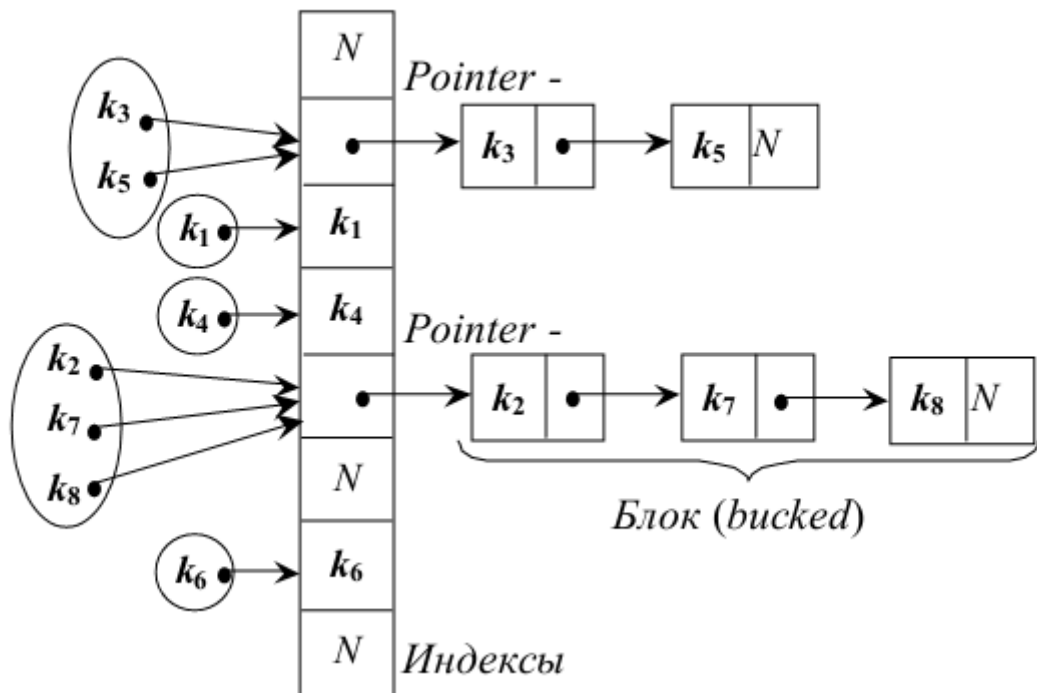 N
Pointer -
k3
k3
k5
N
k5
k1
k1
k4
k4
Pointer -
k2
k2
k7
k8
N
k7
k8
N
Блок (bucked)
k6
k6
N
Индексы